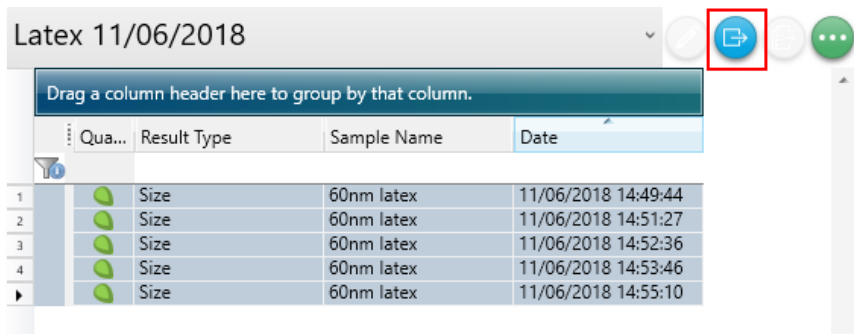 Latex 11/06/2018
Drag a column header here to group by that column.
Qua... Result Type Sample Name Date
1 Size 60nm latex 11/06/2018 14:49:44
2 Size 60nm latex 11/06/2018 14:51:27
3 Size 60nm latex 11/06/2018 14:52:36
4 Size 60nm latex 11/06/2018 14:53:46
Size 60nm latex 11/06/2018 14:55:10